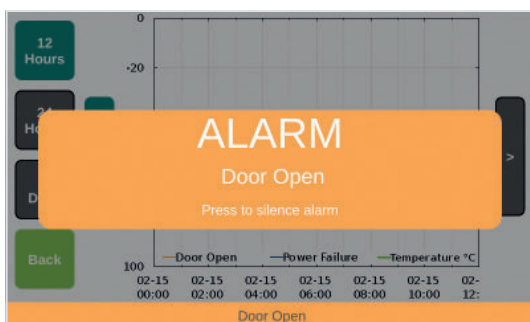 12
Hours
0
-20
ALARM
Door Open
Press to silence alarm
>
Back
100
Door Open
Power Failure
Temperature °C
02-15 02-15 02-15 02-15 02-15 02-15 02-
00:00 02:00 04:00 06:00 08:00 10:00 12:
Door Open